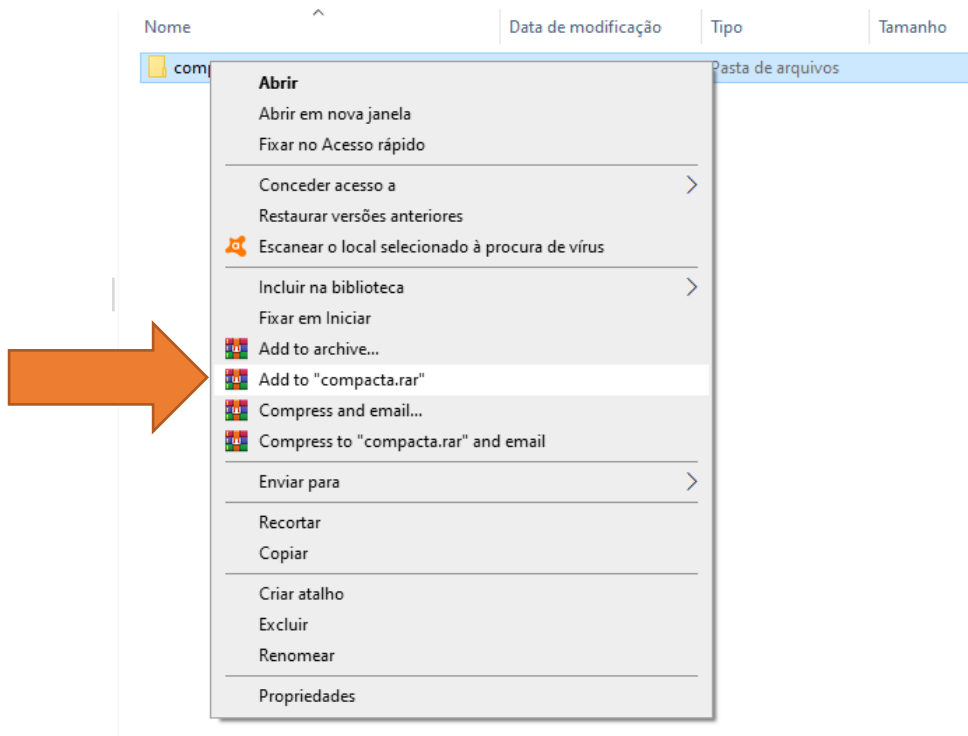 Nome Data de modificação Tipo Tamanho
Pasta de arquivos
Abrir
Abrir em nova janela
Fixar no Acesso rápido
Conceder acesso a
Restaurar versões anteriores
Escanear o local selecionado à procura de vírus
Incluir na biblioteca
Fixar em Iniciar
Add to archive...
Add to "compacta.rar"
Compress and email...
Compress to "compacta.rar" and email
Enviar para
Recortar
Copiar
Criar atalho
Excluir
Renomear
Propriedades